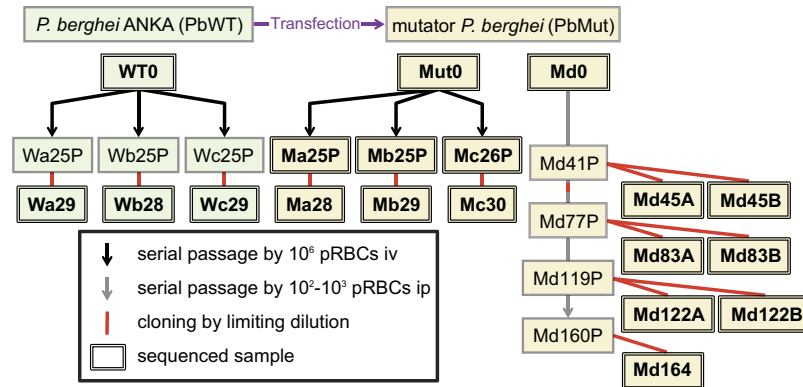 P. berghei ANKA (PbWT)
Transfection
mutator P. berghei (PbMut)
WT0
Mut0
Md0
Wa25P
Wb25P
Wc25P
Ma25P
Mb25P
Mc26P
Md41P
Wa29
Wb28
Wc29
Ma28
Mb29
Mc30
Md45A
Md45B
Md77P
Md83A
Md83B
Md119P
Md122A
Md122B
Md160P
Md164
serial passage by 10⁶ pRBCs iv
serial passage by 10²-10³ pRBCs ip
cloning by limiting dilution
sequenced sample